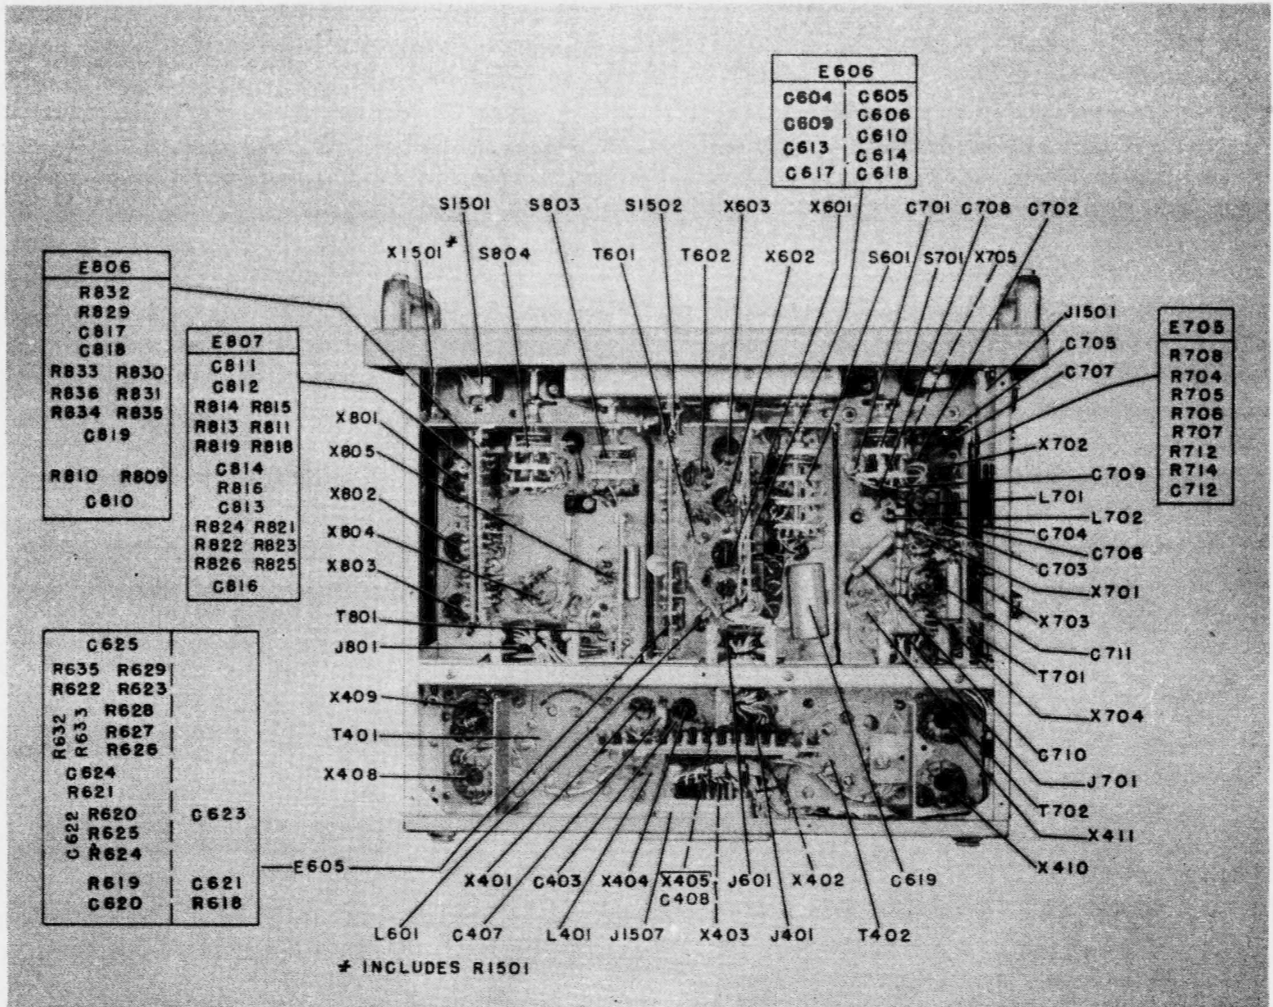 E606
C604 C605
C606
C609
C610
C613
C614
C617 C618
S1501 S803 S1502 X603 X601 C701 C708 C702
X1501* S804 T601 T602 X602 S601 S701 X705
E806
R832
R829
C817
C818
R833 R830
R836 R831
R834 R835
C819
R810 R809
C810
E807
C811
C812
R814 R815
R813 R811
R819 R818
C814
R816
C813
R824 R821
R822 R823
R826 R825
C816
X801
X805
X802
X804
X803
T801
J801
X409
T401
X408
J1501
C705
C707
X702
C709
L701
L702
C704
C706
C703
X701
X703
C711
T701
X704
C710
J701
T702
X411
X410
E705
R708
R704
R705
R706
R707
R712
R714
C712
C625
R635 R629
R622 R623
R632 R633 R628
R627
R626
C624
R621
C622 R620 C623
R625
R624
R619 C621
C620 R618
E605
X401 C403 X404 X405 J601 X402 C619
C408
L601 C407 L401 J1507 X403 J401 T402
* INCLUDES R1501